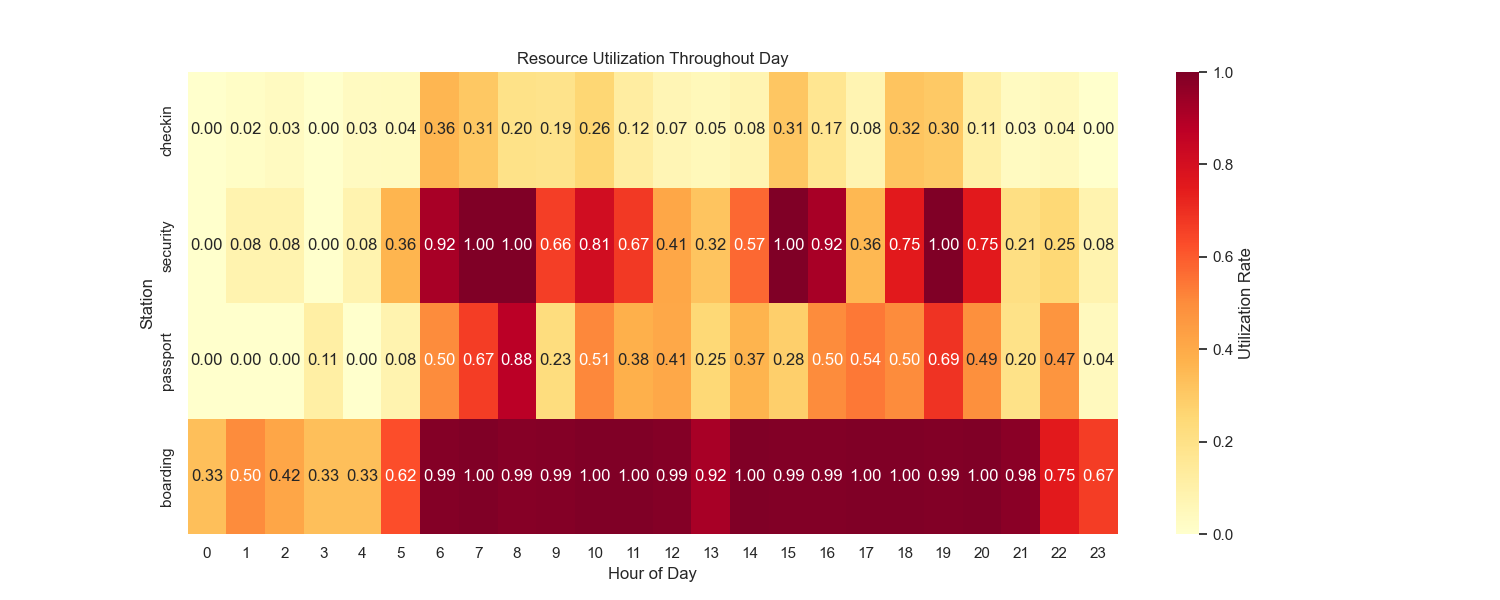 Resource Utilization Throughout Day
checkin 0.00 0.02 0.03 0.00 0.03 0.04 0.36 0.31 0.20 0.19 0.26 0.12 0.07 0.05 0.08 0.31 0.17 0.08 0.32 0.30 0.11 0.03 0.04 0.00
security 0.00 0.08 0.08 0.00 0.08 0.36 0.92 1.00 1.00 0.66 0.81 0.67 0.41 0.32 0.57 1.00 0.92 0.36 0.75 1.00 0.75 0.21 0.25 0.08
Station
passport 0.00 0.00 0.00 0.11 0.00 0.08 0.50 0.67 0.88 0.23 0.51 0.38 0.41 0.25 0.37 0.28 0.50 0.54 0.50 0.69 0.49 0.20 0.47 0.04
boarding 0.33 0.50 0.42 0.33 0.33 0.62 0.99 1.00 0.99 0.99 1.00 1.00 0.99 0.92 1.00 0.99 0.99 1.00 1.00 0.99 1.00 0.98 0.75 0.67
0 1 2 3 4 5 6 7 8 9 10 11 12 13 14 15 16 17 18 19 20 21 22 23
Hour of Day
1.0
0.8
0.6
0.4
0.2
0.0
Utilization Rate